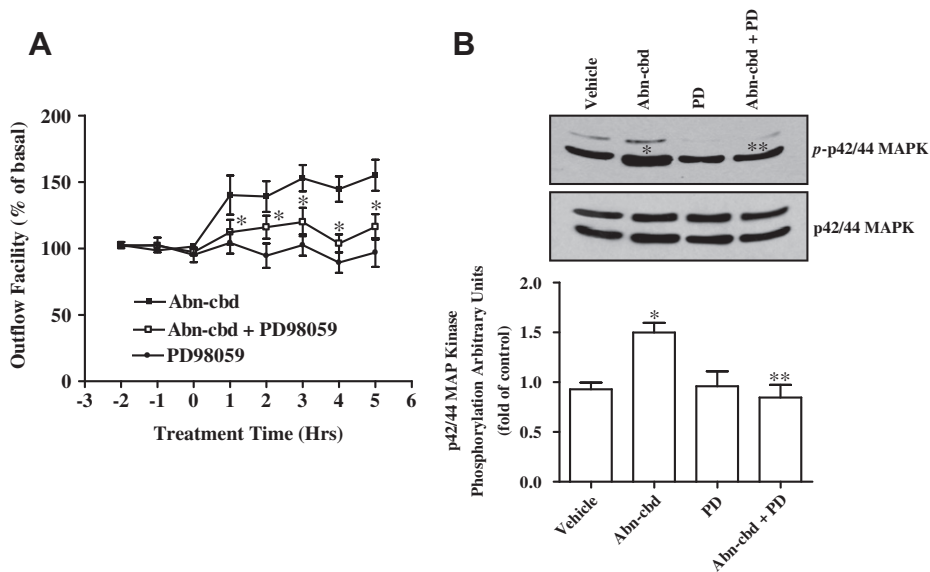 A
Outflow Facility (% of basal)
200
150
100
50
0
* * * * *
Abn-cbd
Abn-cbd + PD98059
PD98059
-3 -2 -1 0 1 2 3 4 5 6
Treatment Time (Hrs)
B
Vehicle Abn-cbd PD Abn-cbd + PD
* **
p-p42/44 MAPK
p42/44 MAPK
p42/44 MAP Kinase
Phosphorylation Arbitrary Units
(fold of control)
2.0
1.5
1.0
0.5
0.0
* **
Vehicle Abn-cbd PD Abn-cbd + PD